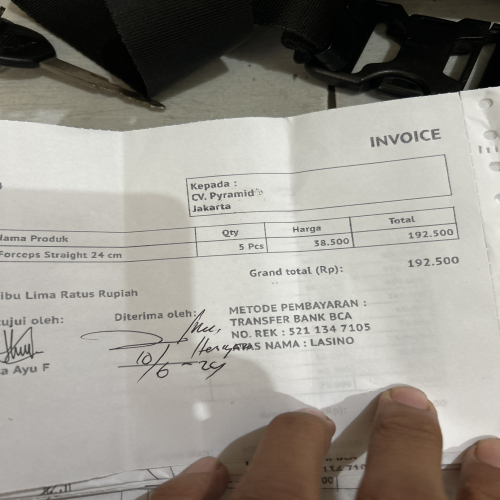 INVOICE
Kepada :
CV. Pyramid
Jakarta
Nama Produk Qty Harga Total
Forceps Straight 24 cm 5 Pcs 38.500 192.500
Grand total (Rp): 192.500
ibu Lima Ratus Rupiah
tujui oleh: Diterima oleh:
METODE PEMBAYARAN :
TRANSFER BANK BCA
NO. REK : 521 134 7105
ATAS NAMA : LASINO
10/6-24
a Ayu F